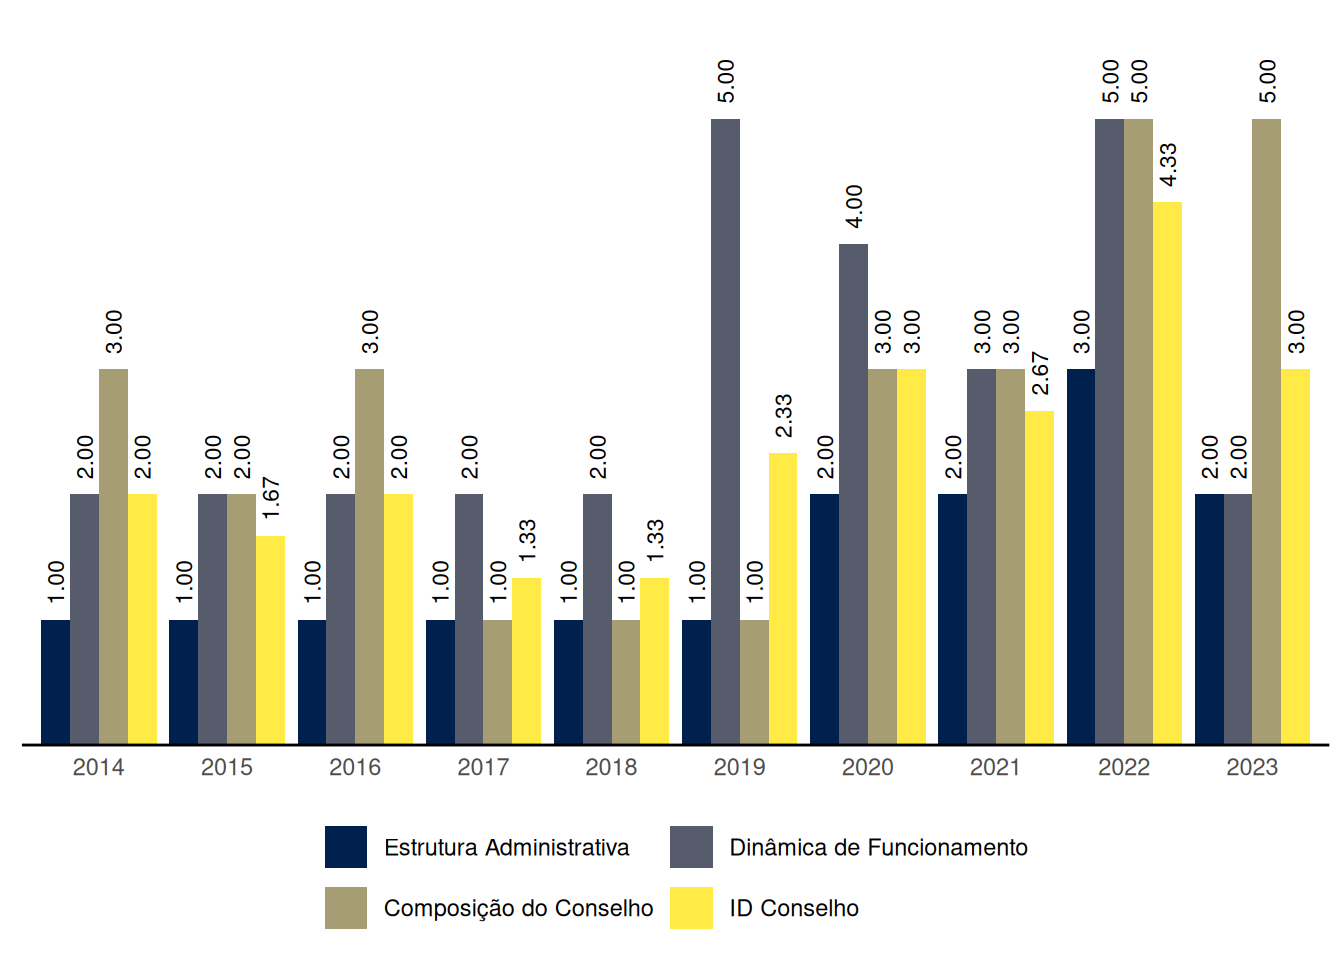 1.00 2.00 3.00 2.00
1.00 2.00 2.00 1.67
1.00 2.00 3.00 2.00
1.00 2.00 1.00 1.33
1.00 2.00 1.00 1.33
1.00 5.00 1.00 2.33
2.00 4.00 3.00 3.00
2.00 3.00 3.00 2.67
3.00 5.00 5.00 4.33
2.00 2.00 5.00 3.00
2014 2015 2016 2017 2018 2019 2020 2021 2022 2023
Estrutura Administrativa Dinâmica de Funcionamento
Composição do Conselho ID Conselho